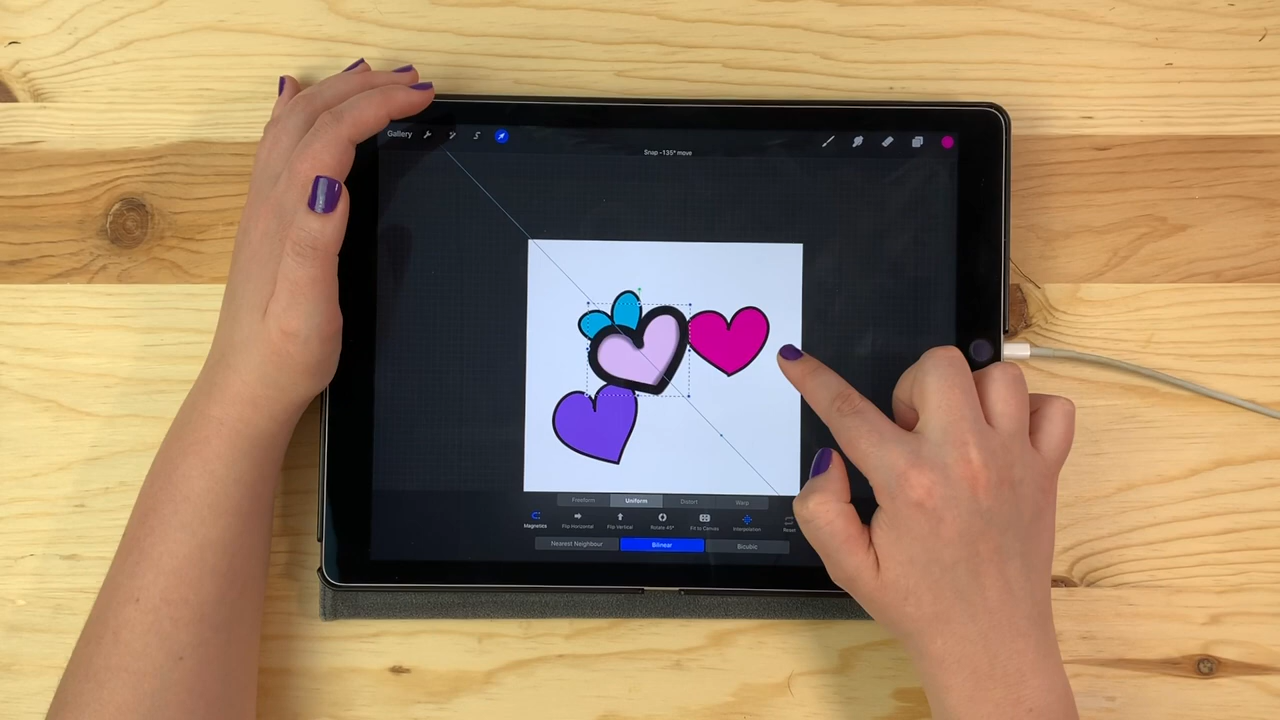 Gallery
Snap -135° move
Freeform Uniform Distort Warp
Magnetics Flip Horizontal Flip Vertical Rotate 45° Fit to Canvas Interpolation Reset
Nearest Neighbour Bilinear Bicubic